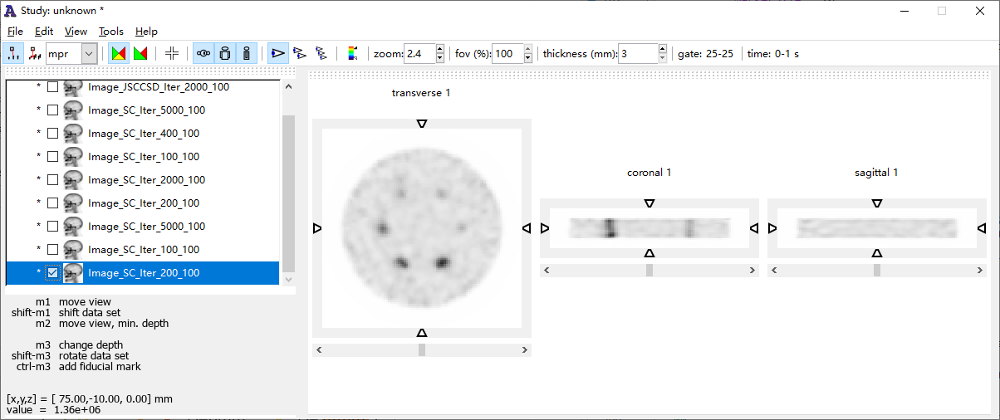 Study: unknown *
File Edit View Tools Help
mpr zoom: 2.4 fov (%): 100 thickness (mm): 3 gate: 25-25 time: 0-1 s
* Image_JSCCSD_Iter_2000_100
* Image_SC_Iter_5000_100
* Image_SC_Iter_400_100
* Image_SC_Iter_100_100
* Image_SC_Iter_2000_100
* Image_SC_Iter_200_100
* Image_SC_Iter_5000_100
* Image_SC_Iter_100_100
* Image_SC_Iter_200_100
m1 move view
shift-m1 shift data set
m2 move view, min. depth
m3 change depth
shift-m3 rotate data set
ctrl-m3 add fiducial mark
[x,y,z] = [ 75.00,-10.00, 0.00] mm
value = 1.36e+06
transverse 1
coronal 1
sagittal 1